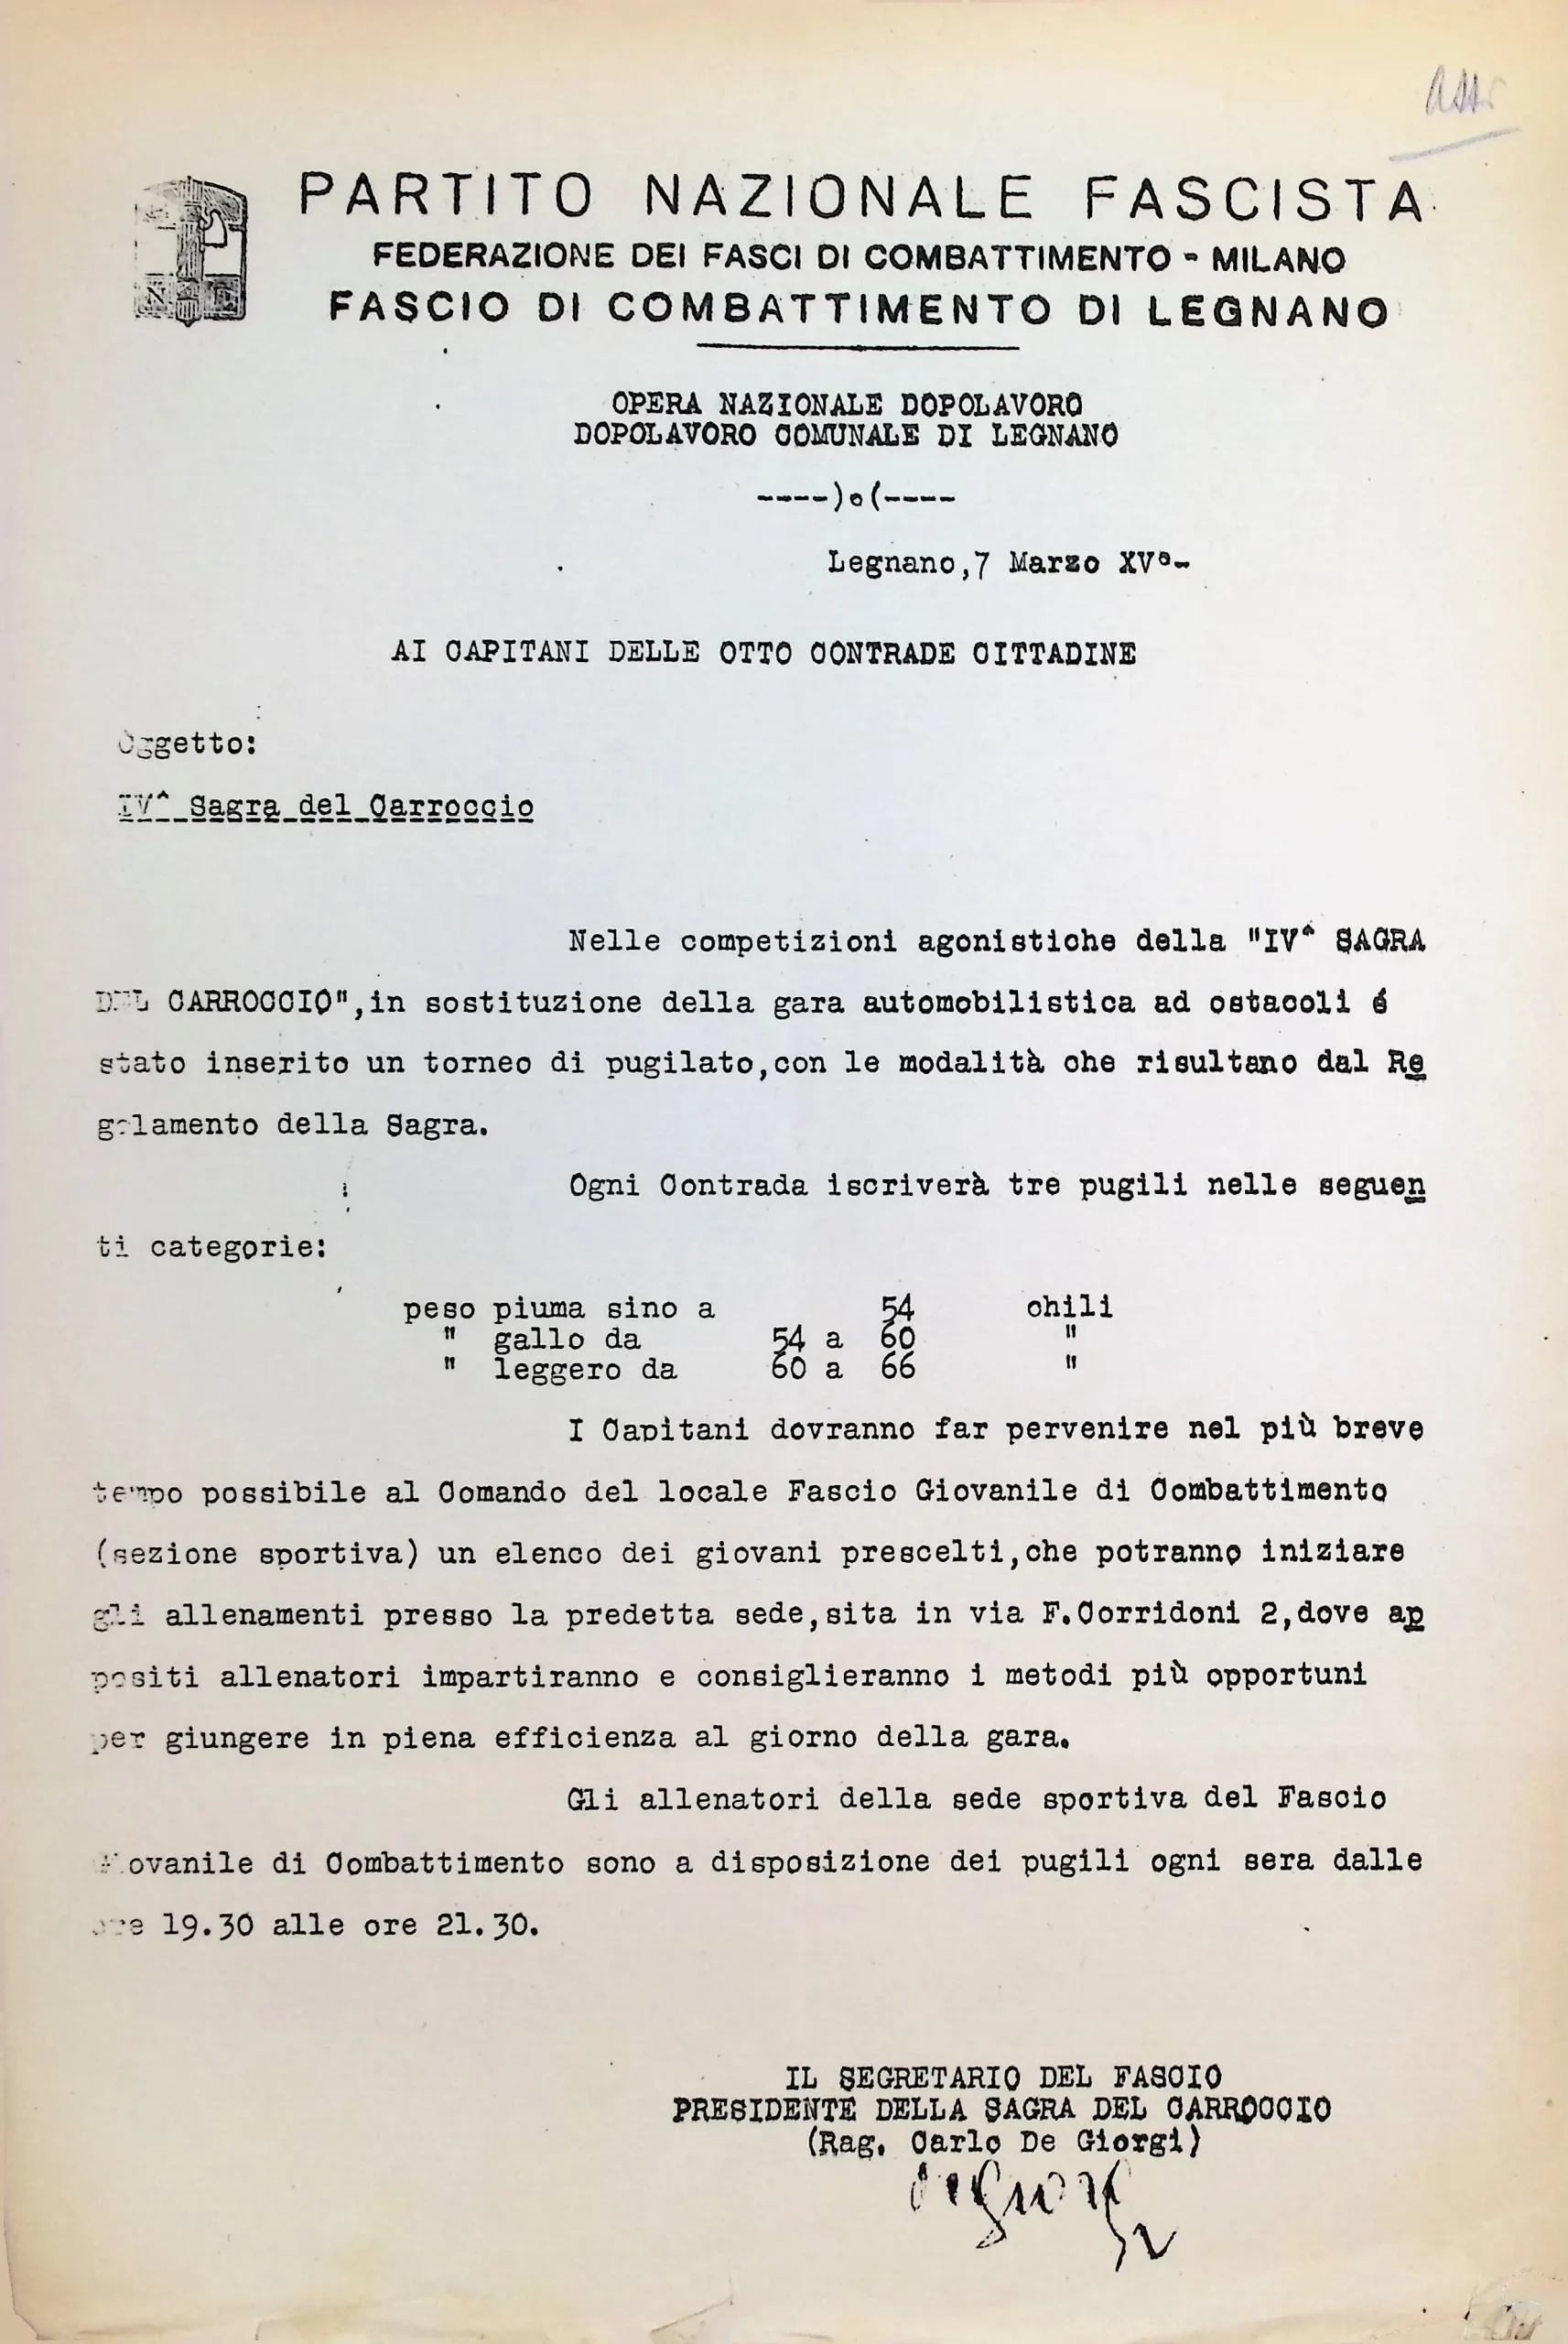 PARTITO NAZIONALE FASCISTA
FEDERAZIONE DEI FASCI DI COMBATTIMENTO - MILANO
FASCIO DI COMBATTIMENTO DI LEGNANO
OPERA NAZIONALE DOPOLAVORO
DOPOLAVORO COMUNALE DI LEGNANO
----)o(----
Legnano,7 Marzo XV°-
AI CAPITANI DELLE OTTO CONTRADE CITTADINE
Oggetto:
IV^ Sagra del Carroccio
Nelle competizioni agonistiche della "IV^ SAGRA
DEL CARROCCIO",in sostituzione della gara automobilistica ad ostacoli é
stato inserito un torneo di pugilato,con le modalità che risultano dal Re
golamento della Sagra.
Ogni Contrada iscriverà tre pugili nelle seguen
ti categorie:
peso piuma sino a 54 chili
" gallo da 54 a 60 "
" leggero da 60 a 66 "
I Capitani dovranno far pervenire nel più breve
tempo possibile al Comando del locale Fascio Giovanile di Combattimento
(sezione sportiva) un elenco dei giovani prescelti,che potranno iniziare
gli allenamenti presso la predetta sede,sita in via F.Corridoni 2,dove ap
positi allenatori impartiranno e consiglieranno i metodi più opportuni
per giungere in piena efficienza al giorno della gara.
Gli allenatori della sede sportiva del Fascio
Giovanile di Combattimento sono a disposizione dei pugili ogni sera dalle
ore 19.30 alle ore 21.30.
IL SEGRETARIO DEL FASCIO
PRESIDENTE DELLA SAGRA DEL CARROCCIO
(Rag. Carlo De Giorgi)